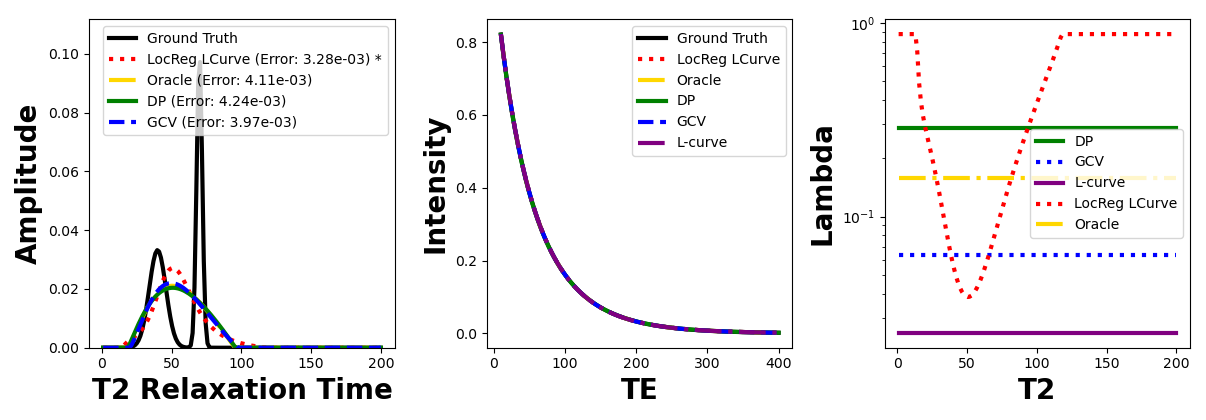 Amplitude
0.10
0.08
0.06
0.04
0.02
0.00
Ground Truth
LocReg LCurve (Error: 3.28e-03) *
Oracle (Error: 4.11e-03)
DP (Error: 4.24e-03)
GCV (Error: 3.97e-03)
0 50 100 150 200
T2 Relaxation Time
Intensity
0.8
0.6
0.4
0.2
0.0
Ground Truth
LocReg LCurve
Oracle
DP
GCV
L-curve
0 100 200 300 400
TE
Lambda
10⁰
10⁻¹
DP
GCV
L-curve
LocReg LCurve
Oracle
0 50 100 150 200
T2